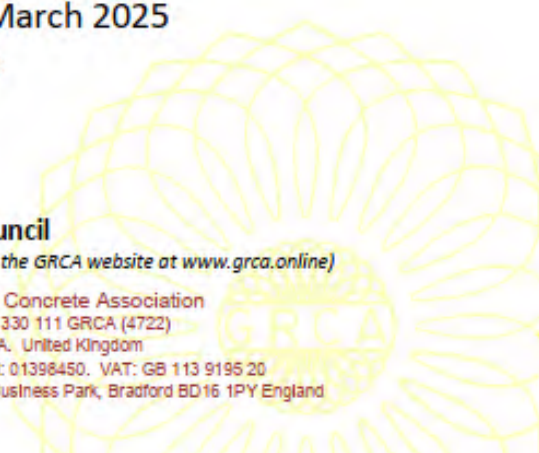 March 2025
uncil
the GRCA website at www.grca.online)
Concrete Association
330 111 GRCA (4722)
A. United Kingdom
: 01398450. VAT: GB 113 9195 20
usiness Park, Bradford BD16 1PY England
GRCA